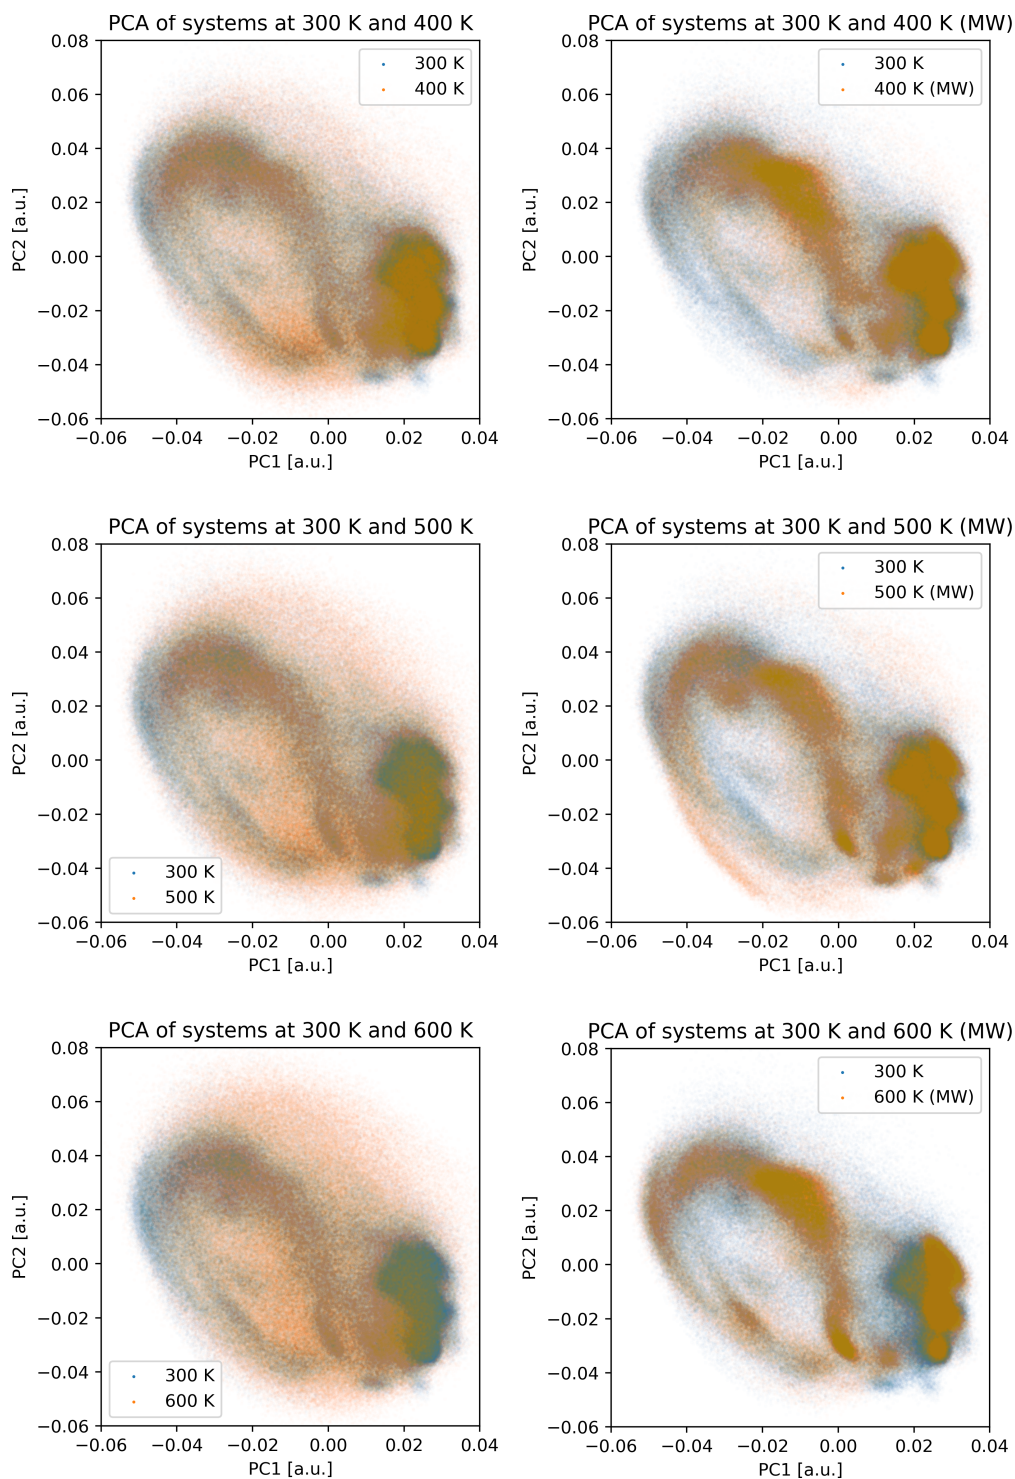 PCA of systems at 300 K and 400 K
0.08
0.06
0.04
0.02
0.00
−0.02
−0.04
−0.06
PC2 [a.u.]
300 K
400 K
−0.06 −0.04 −0.02 0.00 0.02 0.04
PC1 [a.u.]
PCA of systems at 300 K and 400 K (MW)
0.08
0.06
0.04
0.02
0.00
−0.02
−0.04
−0.06
PC2 [a.u.]
300 K
400 K (MW)
−0.06 −0.04 −0.02 0.00 0.02 0.04
PC1 [a.u.]
PCA of systems at 300 K and 500 K
0.08
0.06
0.04
0.02
0.00
−0.02
−0.04
−0.06
PC2 [a.u.]
300 K
500 K
−0.06 −0.04 −0.02 0.00 0.02 0.04
PC1 [a.u.]
PCA of systems at 300 K and 500 K (MW)
0.08
0.06
0.04
0.02
0.00
−0.02
−0.04
−0.06
PC2 [a.u.]
300 K
500 K (MW)
−0.06 −0.04 −0.02 0.00 0.02 0.04
PC1 [a.u.]
PCA of systems at 300 K and 600 K
0.08
0.06
0.04
0.02
0.00
−0.02
−0.04
−0.06
PC2 [a.u.]
300 K
600 K
−0.06 −0.04 −0.02 0.00 0.02 0.04
PC1 [a.u.]
PCA of systems at 300 K and 600 K (MW)
0.08
0.06
0.04
0.02
0.00
−0.02
−0.04
−0.06
PC2 [a.u.]
300 K
600 K (MW)
−0.06 −0.04 −0.02 0.00 0.02 0.04
PC1 [a.u.]